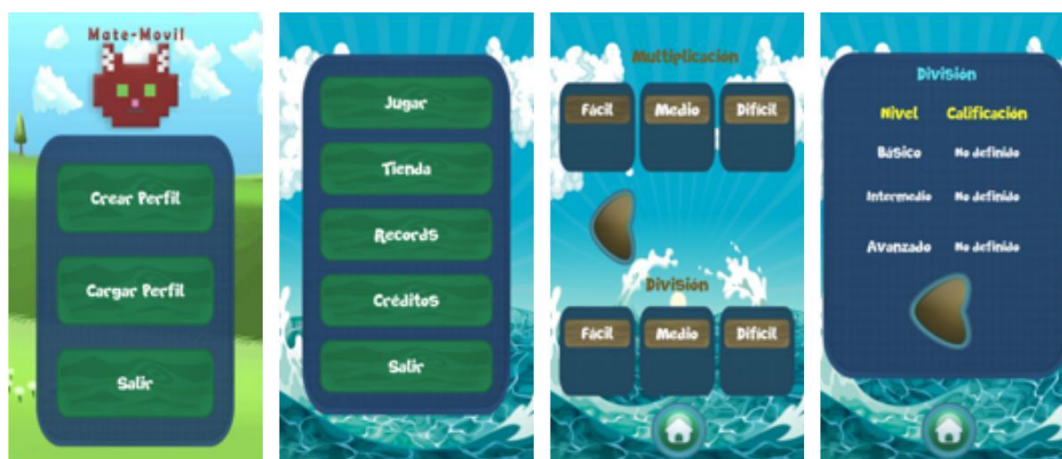 Mate-Movil
Crear Perfil
Cargar Perfil
Salir
Jugar
Tienda
Records
Créditos
Salir
Multiplicación
Fácil Medio Difícil
División
Fácil Medio Difícil
División
Nivel Calificación
Básico No definido
Intermedio No definido
Avanzado No definido